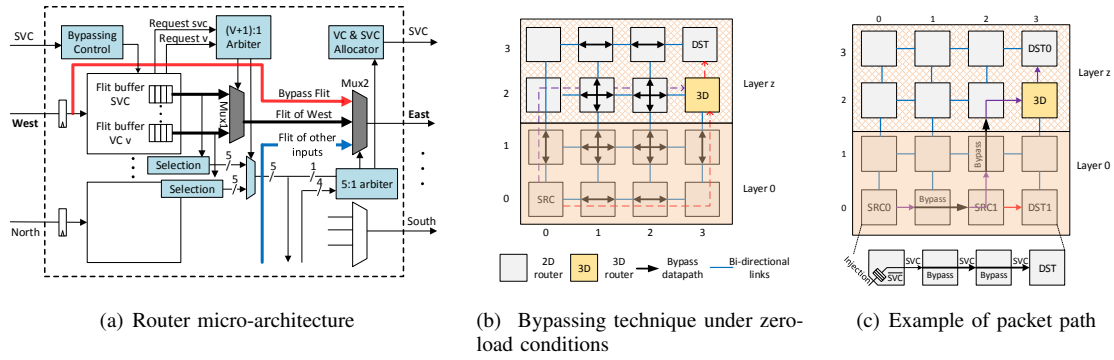 SVC
Bypassing
Control
Request svc
Request v
(V+1):1
Arbiter
VC & SVC
Allocator
SVC
Flit buffer
SVC
Flit buffer
VC v
Mux1
Mux2
Bypass Flit
Flit of West
Flit of other
inputs
West
East
Selection
5
Selection
5
5
1
4
5:1 arbiter
North
South
(a) Router micro-architecture
3
2
1
0
DST
3D
SRC
Layer z
Layer 0
0
1
2
3
2D
router
3D
3D
router
Bypass
datapath
Bi-directional
links
(b) Bypassing technique under zero-
load conditions
0
1
2
3
3
2
1
0
DST0
3D
Bypass
SRC0
Bypass
SRC1
DST1
Layer z
Layer 0
Injection
SVC
SVC
Bypass
SVC
Bypass
SVC
DST
(c) Example of packet path